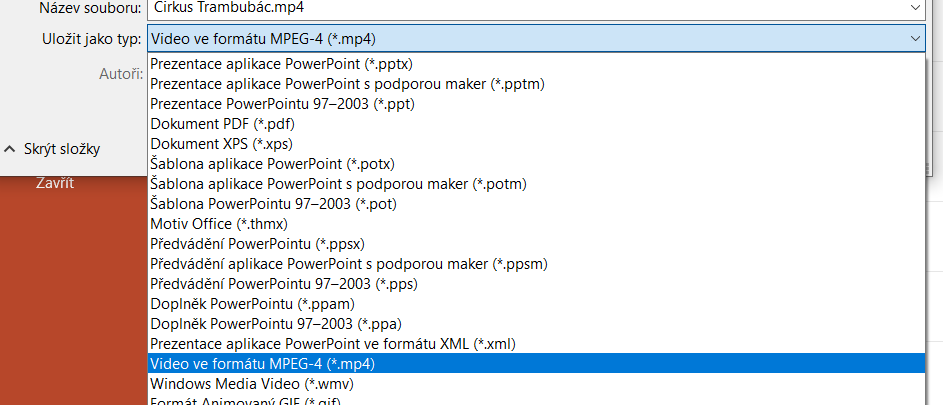 Název souboru: Cirkus Trambubác.mp4
Uložit jako typ: Video ve formátu MPEG-4 (*.mp4)
Autoři:
Prezentace aplikace PowerPoint (*.pptx)
Prezentace aplikace PowerPoint s podporou maker (*.pptm)
Prezentace PowerPointu 97–2003 (*.ppt)
Dokument PDF (*.pdf)
Dokument XPS (*.xps)
Skrýt složky
Šablona aplikace PowerPoint (*.potx)
Šablona aplikace PowerPoint s podporou maker (*.potm)
Zavřít
Šablona PowerPointu 97–2003 (*.pot)
Motiv Office (*.thmx)
Předvádění PowerPointu (*.ppsx)
Předvádění aplikace PowerPoint s podporou maker (*.ppsm)
Předvádění PowerPointu 97–2003 (*.pps)
Doplněk PowerPointu (*.ppam)
Doplněk PowerPointu 97–2003 (*.ppa)
Prezentace aplikace PowerPoint ve formátu XML (*.xml)
Video ve formátu MPEG-4 (*.mp4)
Windows Media Video (*.wmv)
Formát Animovaný GIF (*.gif)